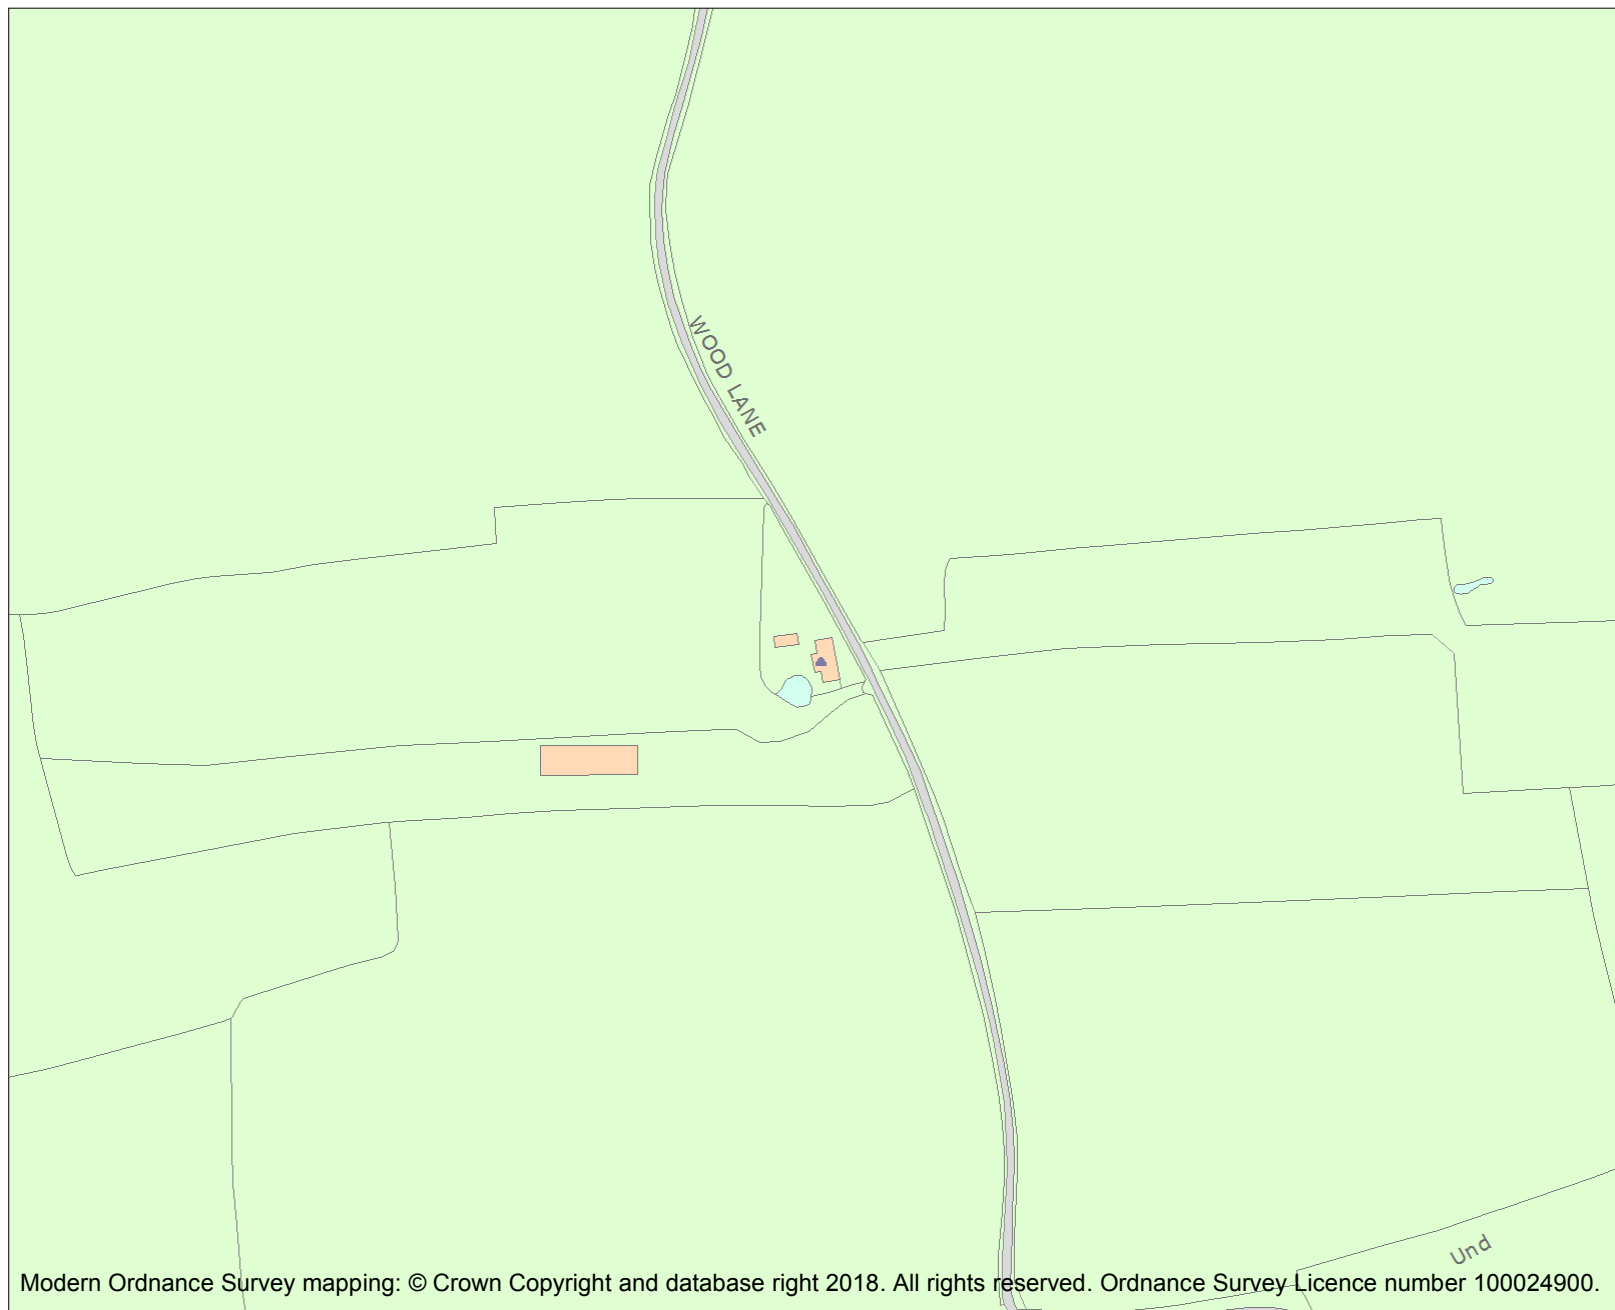 WOOD LANE
Und
Modern Ordnance Survey mapping: © Crown Copyright and database right 2018. All rights reserved. Ordnance Survey Licence number 100024900.